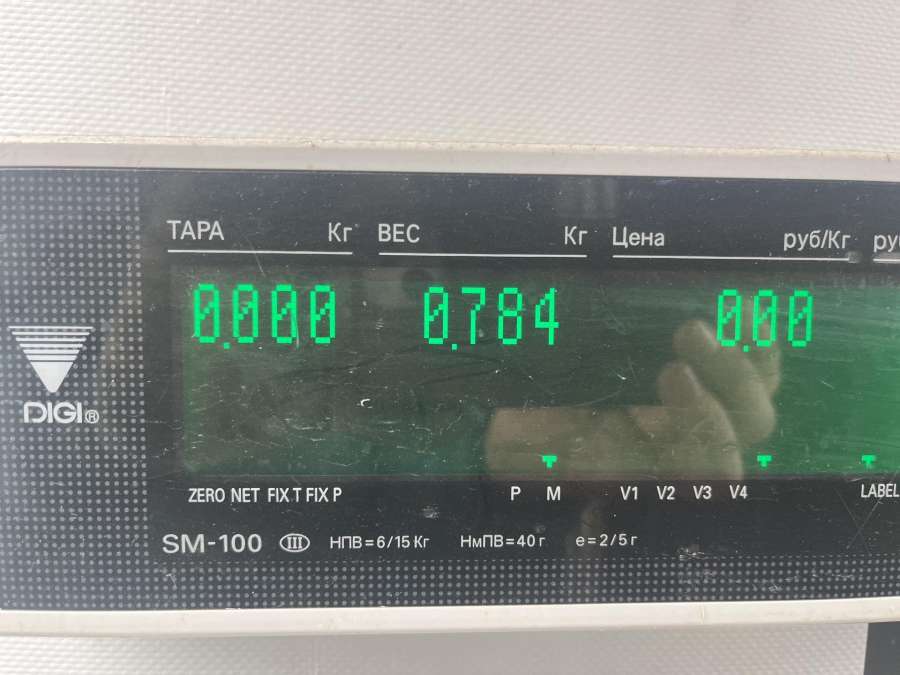 ТАРА Кг ВЕС Кг Цена руб/Кг
0.000 0.784 0.00
DIGI®
ZERO NET FIX T FIX P P M V1 V2 V3 V4 LABEL
SM-100 III НПВ=6/15 Кг НмПВ=40 г e=2/5 г